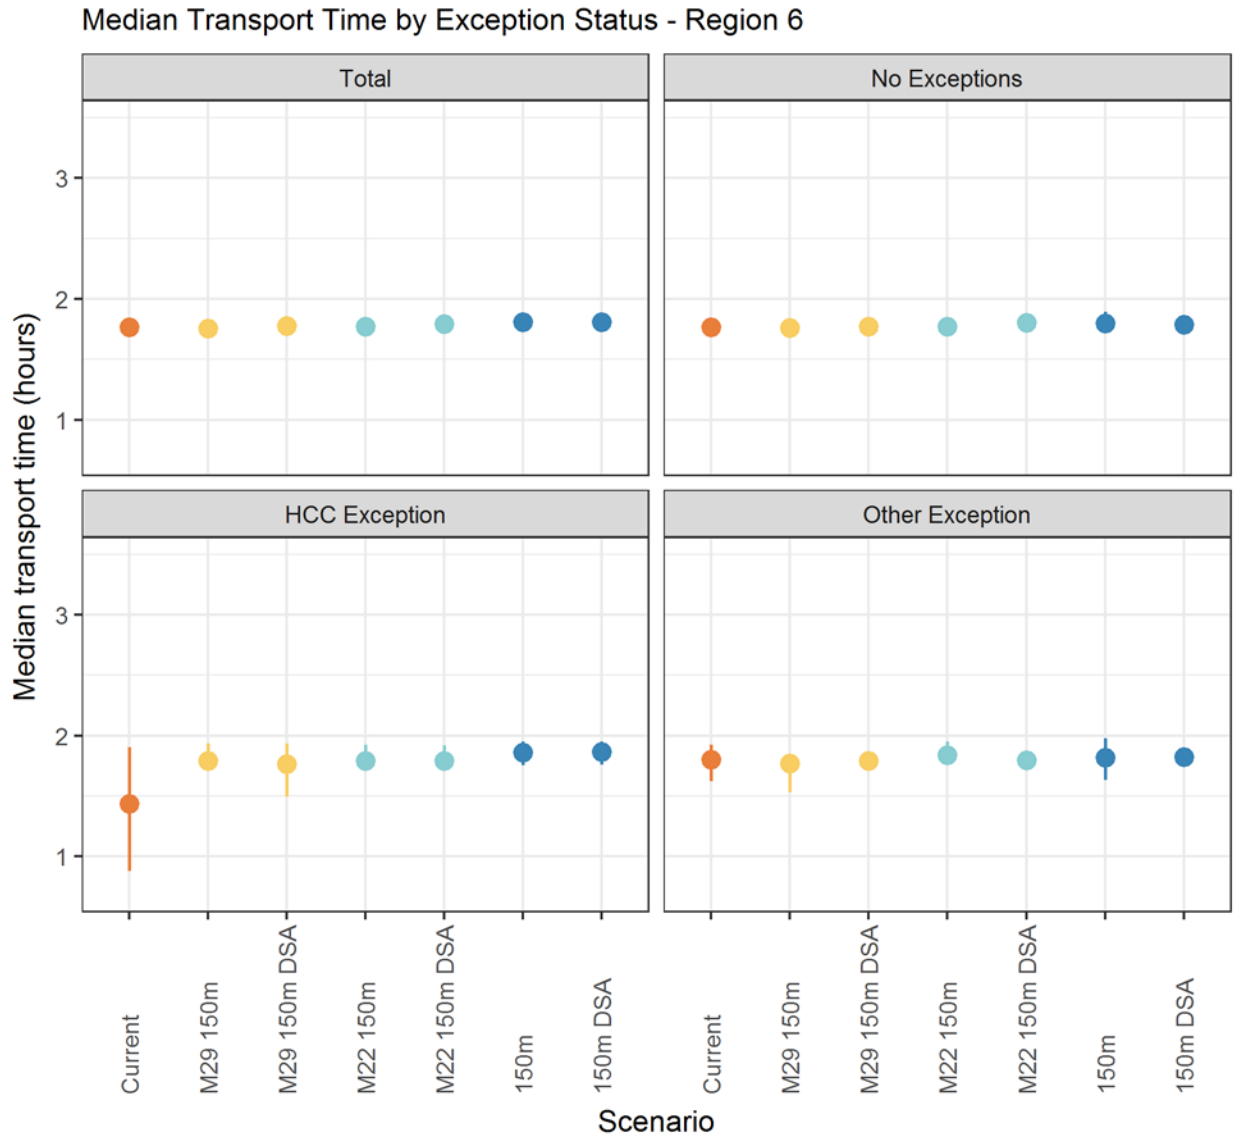 Median Transport Time by Exception Status - Region 6
Total
No Exceptions
3
2
1
HCC Exception
Other Exception
3
2
1
Median transport time (hours)
Current
M29 150m
M29 150m DSA
M22 150m
M22 150m DSA
150m
150m DSA
Current
M29 150m
M29 150m DSA
M22 150m
M22 150m DSA
150m
150m DSA
Scenario